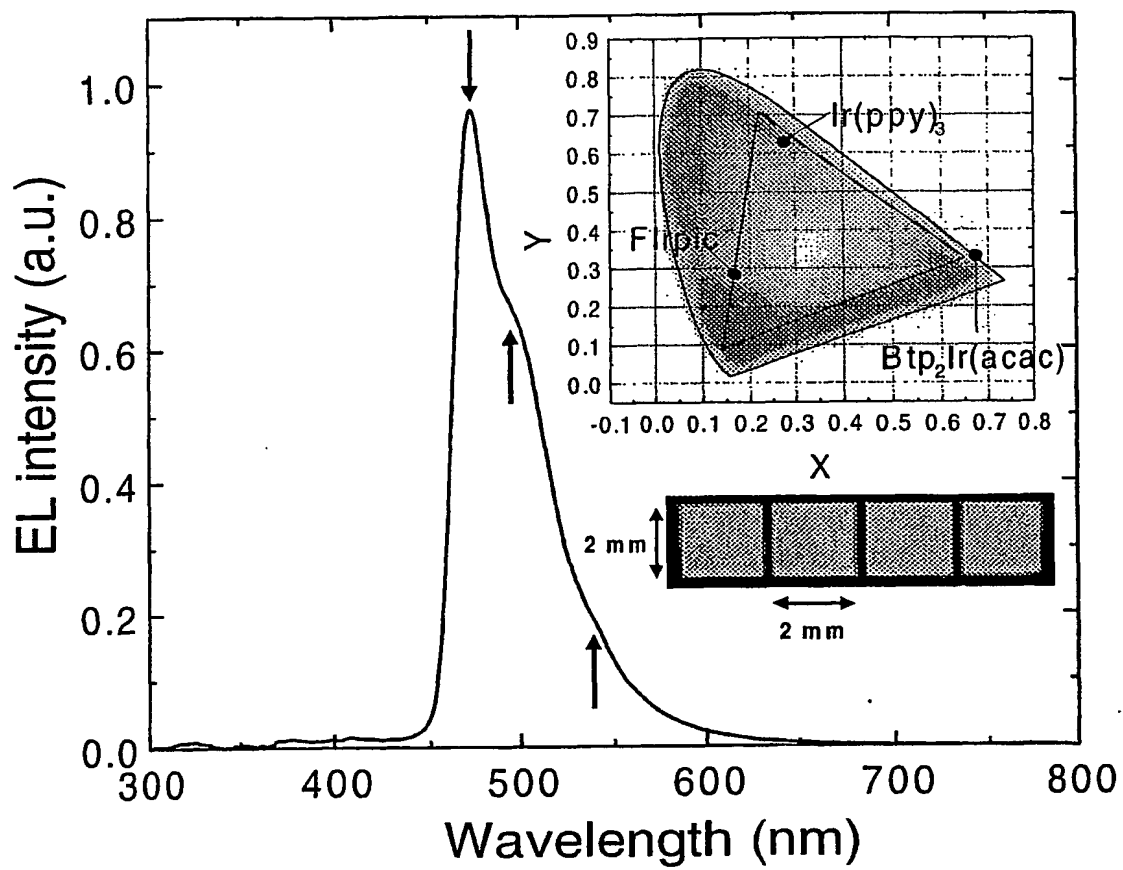 EL intensity (a.u.)
1.0
0.8
0.6
0.4
0.2
0.0
300 400 500 600 700 800
Wavelength (nm)
Y
0.9
0.8
0.7
0.6
0.5
0.4
0.3
0.2
0.1
0.0
-0.1 0.0 0.1 0.2 0.3 0.4 0.5 0.6 0.7 0.8
X
Ir(ppy)3
FIrpic
Btp2Ir(acac)
2 mm
2 mm